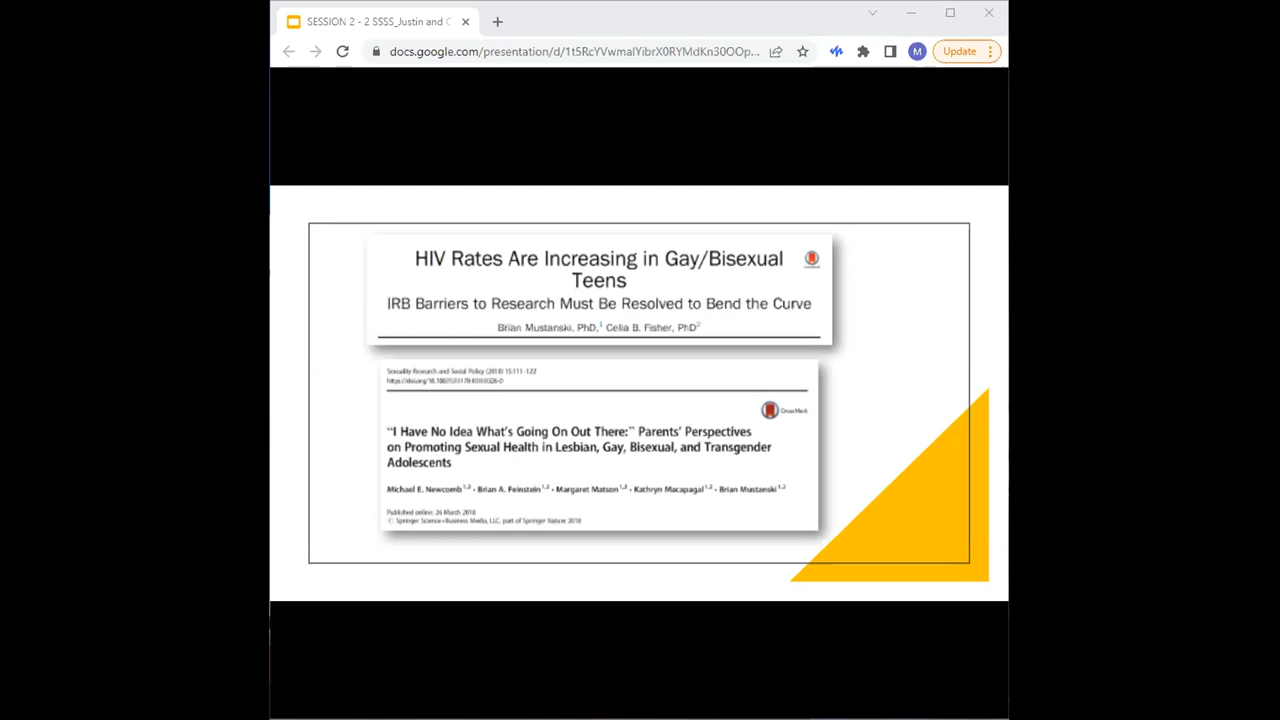 SESSION 2 - 2 SSSS_Justin and C
docs.google.com/presentation/d/1t5RcYVwmalYibrX0RYMdKn30OOp...
M
Update
HIV Rates Are Increasing in Gay/Bisexual
Teens
IRB Barriers to Research Must Be Resolved to Bend the Curve
Brian Mustanski, PhD,1 Celia B. Fisher, PhD2
Sexuality Research and Social Policy (2018) 15:111–122
CrossMark
“I Have No Idea What’s Going On Out There:” Parents’ Perspectives
on Promoting Sexual Health in Lesbian, Gay, Bisexual, and Transgender
Adolescents
Michael E. Newcomb1,2 · Brian A. Feinstein1,2 · Margaret Matson1,2 · Kathryn Macapagal1,2 · Brian Mustanski1,2
Published online: 26 March 2018
© Springer Science+Business Media, LLC, part of Springer Nature 2018